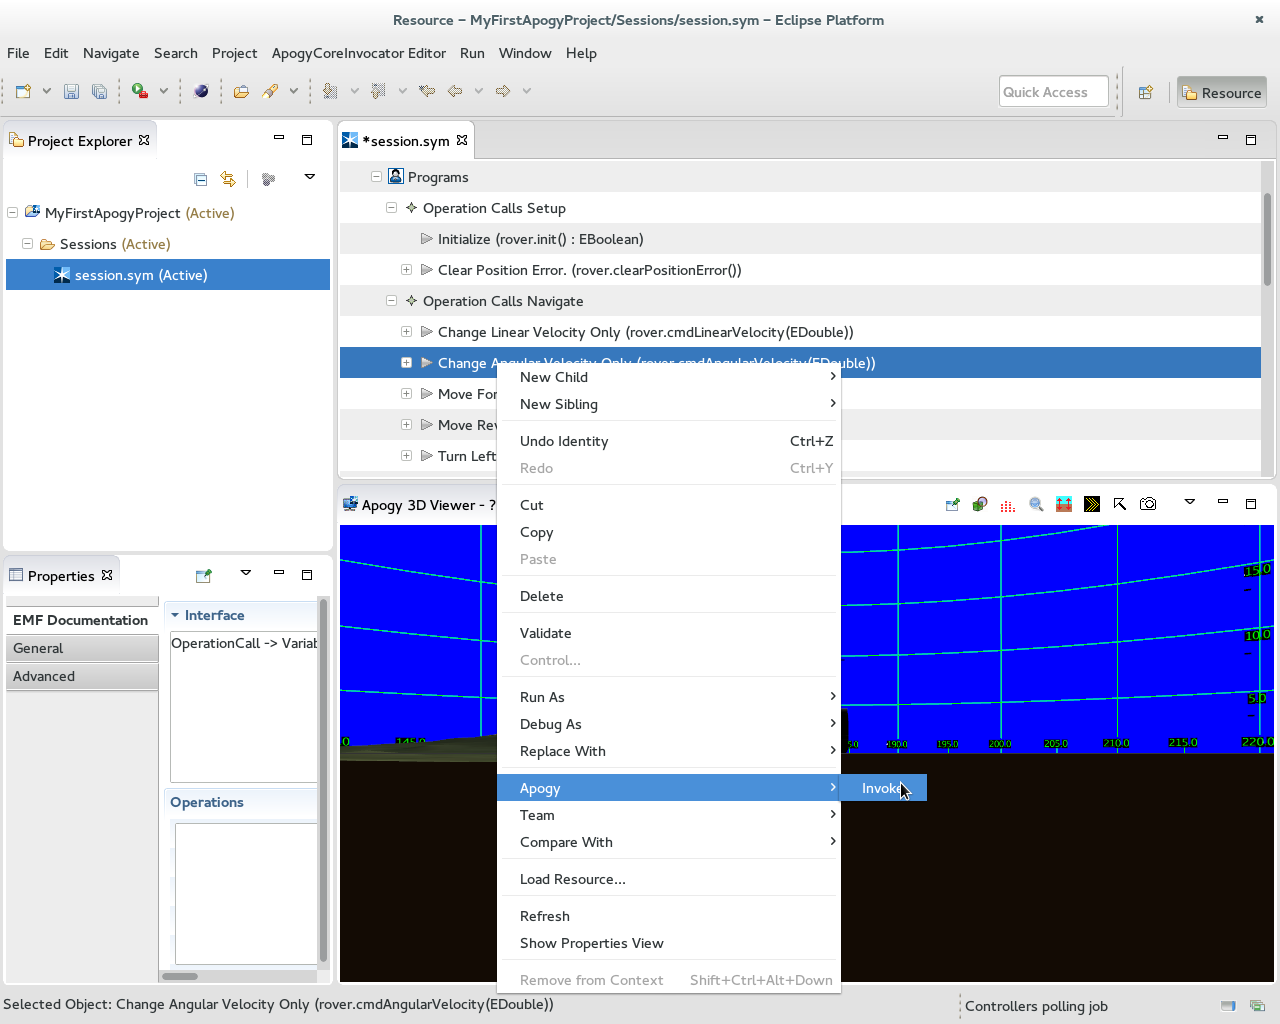 Resource – MyFirstApogyProject/Sessions/session.sym – Eclipse Platform
File Edit Navigate Search Project ApogyCoreInvocator Editor Run Window Help
Quick Access
Resource
Project Explorer
MyFirstApogyProject (Active)
Sessions (Active)
session.sym (Active)
*session.sym
Programs
Operation Calls Setup
Initialize (rover.init() : EBoolean)
Clear Position Error. (rover.clearPositionError())
Operation Calls Navigate
Change Linear Velocity Only (rover.cmdLinearVelocity(EDouble))
Change Angular Velocity Only (rover.cmdAngularVelocity(EDouble))
Move For
Move Rev
Turn Left
New Child
New Sibling
Undo Identity Ctrl+Z
Redo Ctrl+Y
Cut
Copy
Paste
Delete
Validate
Control...
Run As
Debug As
Replace With
Apogy
Invoke
Team
Compare With
Load Resource...
Refresh
Show Properties View
Remove from Context Shift+Ctrl+Alt+Down
Apogy 3D Viewer - ?
15.0
10.0
5.0
145.0
190.0 195.0 200.0 205.0 210.0 215.0 220.0
Properties
EMF Documentation
General
Advanced
Interface
OperationCall -> Variab
Operations
Selected Object: Change Angular Velocity Only (rover.cmdAngularVelocity(EDouble))
Controllers polling job